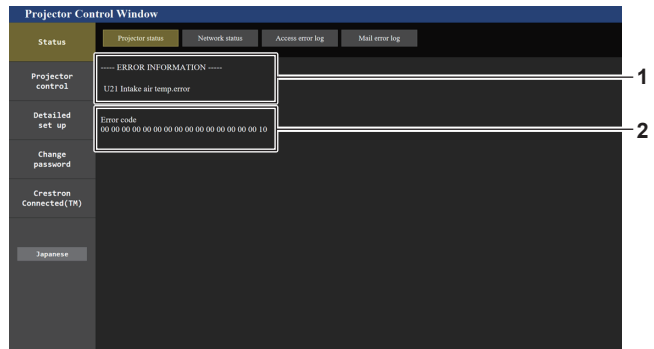 Projector Control Window
Status
Projector status
Network status
Access error log
Mail error log
----- ERROR INFORMATION -----
U21 Intake air temp.error
1
Projector
control
Error code
00 00 00 00 00 00 00 00 00 00 00 00 00 00 00 10
2
Detailed
set up
Change
password
Crestron
Connected(TM)
Japanese